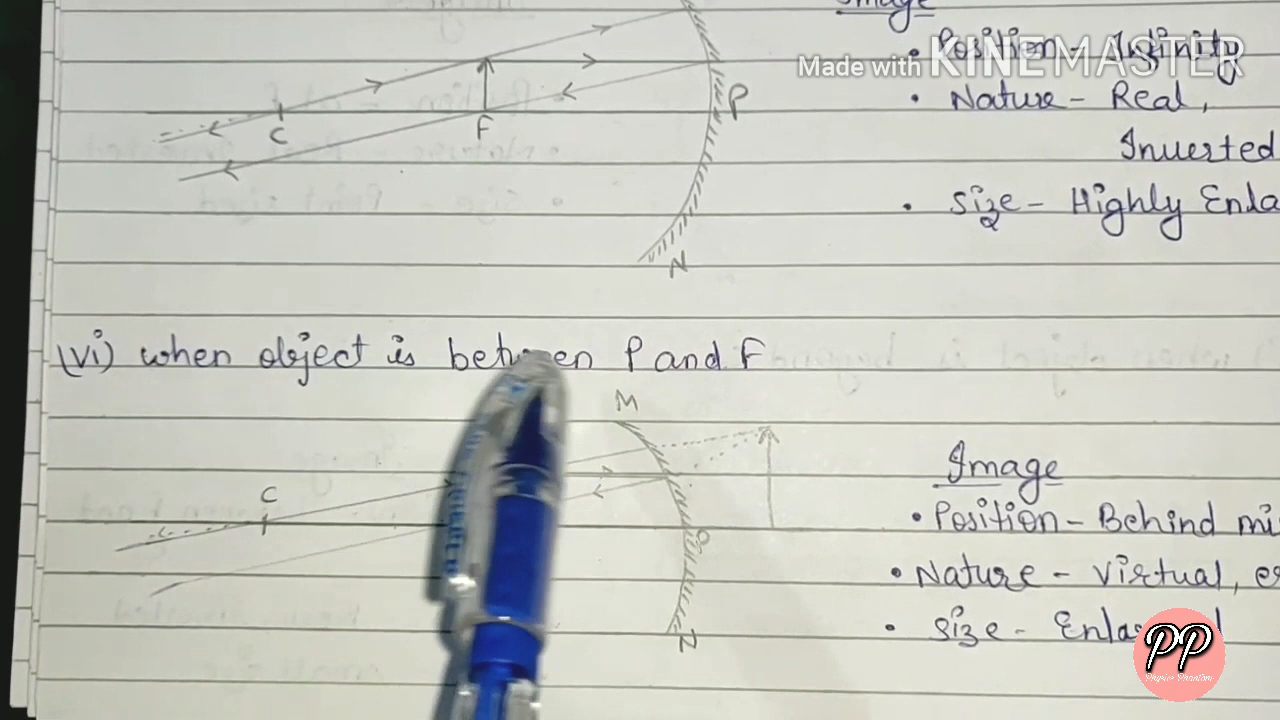 Image
• Position - Infinity
Made with KINEMASTER
• Nature - Real,
Inverted
• Size - Highly Enla
C
F
P
N
(vi) when object is between P and F
M
C
Image
• Position - Behind mi
• Nature - Virtual, er
• Size - Enlarged
N
PP